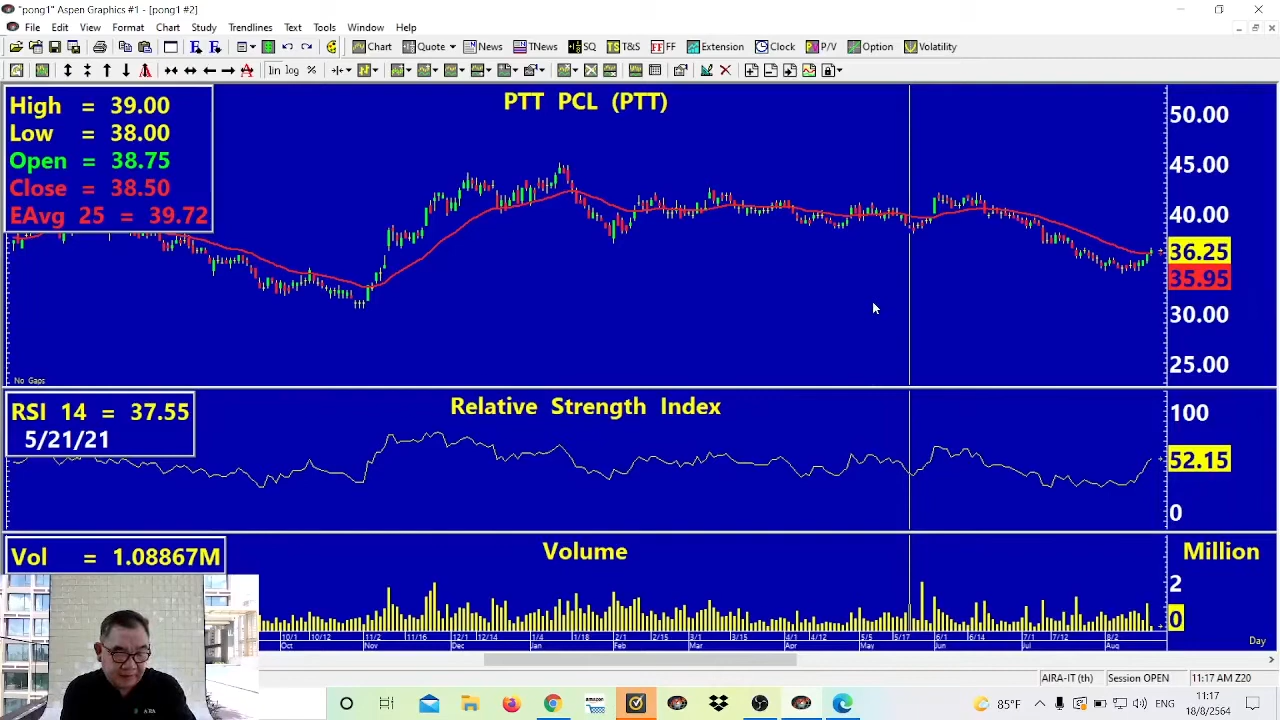 "pong1" Aspen Graphics #1 - [pong1 #2]
File Edit View Format Chart Study Trendlines Text Tools Window Help
Chart Quote News TNews SQ TS T&S FF FF Extension Clock P/V Option Volatility
lin log %
High = 39.00
Low = 38.00
Open = 38.75
Close = 38.50
EAvg 25 = 39.72
PTT PCL (PTT)
50.00
45.00
40.00
36.25
35.95
30.00
25.00
No Gaps
RSI 14 = 37.55
5/21/21
Relative Strength Index
100
52.15
0
Vol = 1.08867M
Volume
Million
2
0
10/1 10/12 11/2 11/16 12/1 12/14 1/4 1/18 2/1 2/15 3/1 3/15 4/1 4/12 5/5 5/17 6/1 6/14 7/1 7/12 8/2
Oct Nov Dec Jan Feb Mar Apr May Jun Jul Aug Day
AIRA-IT (th) Session OPEN 11:17 AM Z20
amazon
85°F ENG 11:17
18/8/2564
AIRA